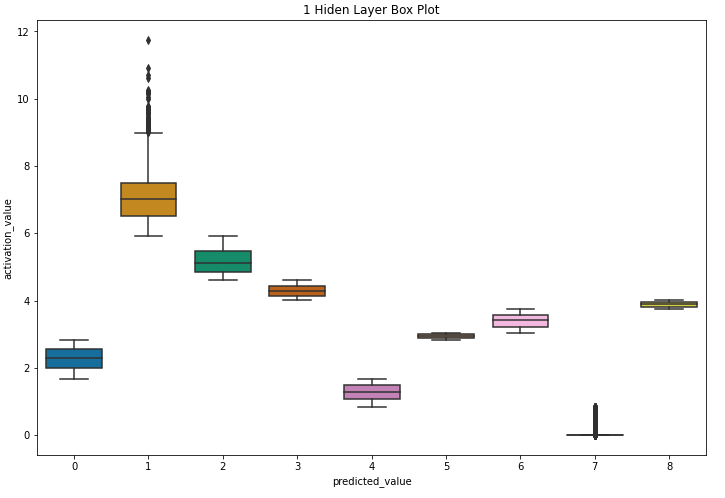 1 Hiden Layer Box Plot
12
10
8
6
4
2
0
activation_value
0 1 2 3 4 5 6 7 8
predicted_value